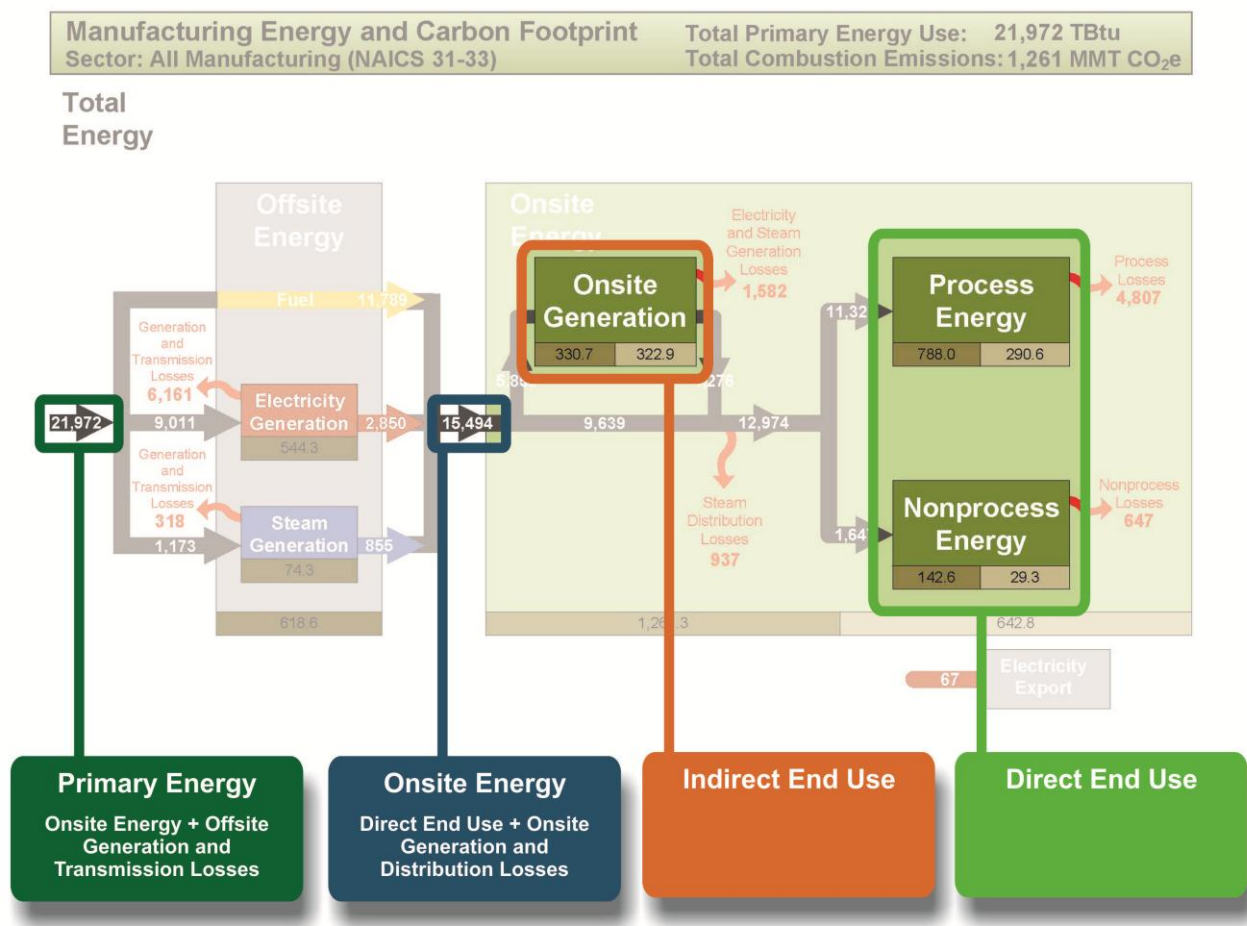 Manufacturing Energy and Carbon Footprint
Sector: All Manufacturing (NAICS 31-33)
Total Primary Energy Use: 21,972 TBtu
Total Combustion Emissions: 1,261 MMT CO₂e
Total
Energy
Offsite
Energy
Fuel 11,789
Generation
and
Transmission
Losses
6,161
21,972
9,011
Electricity
Generation
2,850
544.3
Generation
and
Transmission
Losses
318
1,173
Steam
Generation
855
74.3
618.6
15,494
Onsite
Energy
Onsite
Generation
330.7 322.9
Electricity
and Steam
Generation
Losses
1,582
9,639
12,974
Steam
Distribution
Losses
937
Process
Energy
788.0 290.6
Process
Losses
4,807
Nonprocess
Energy
142.6 29.3
Nonprocess
Losses
647
642.8
67
Electricity
Export
Primary Energy
Onsite Energy + Offsite
Generation and
Transmission Losses
Onsite Energy
Direct End Use + Onsite
Generation and
Distribution Losses
Indirect End Use
Direct End Use